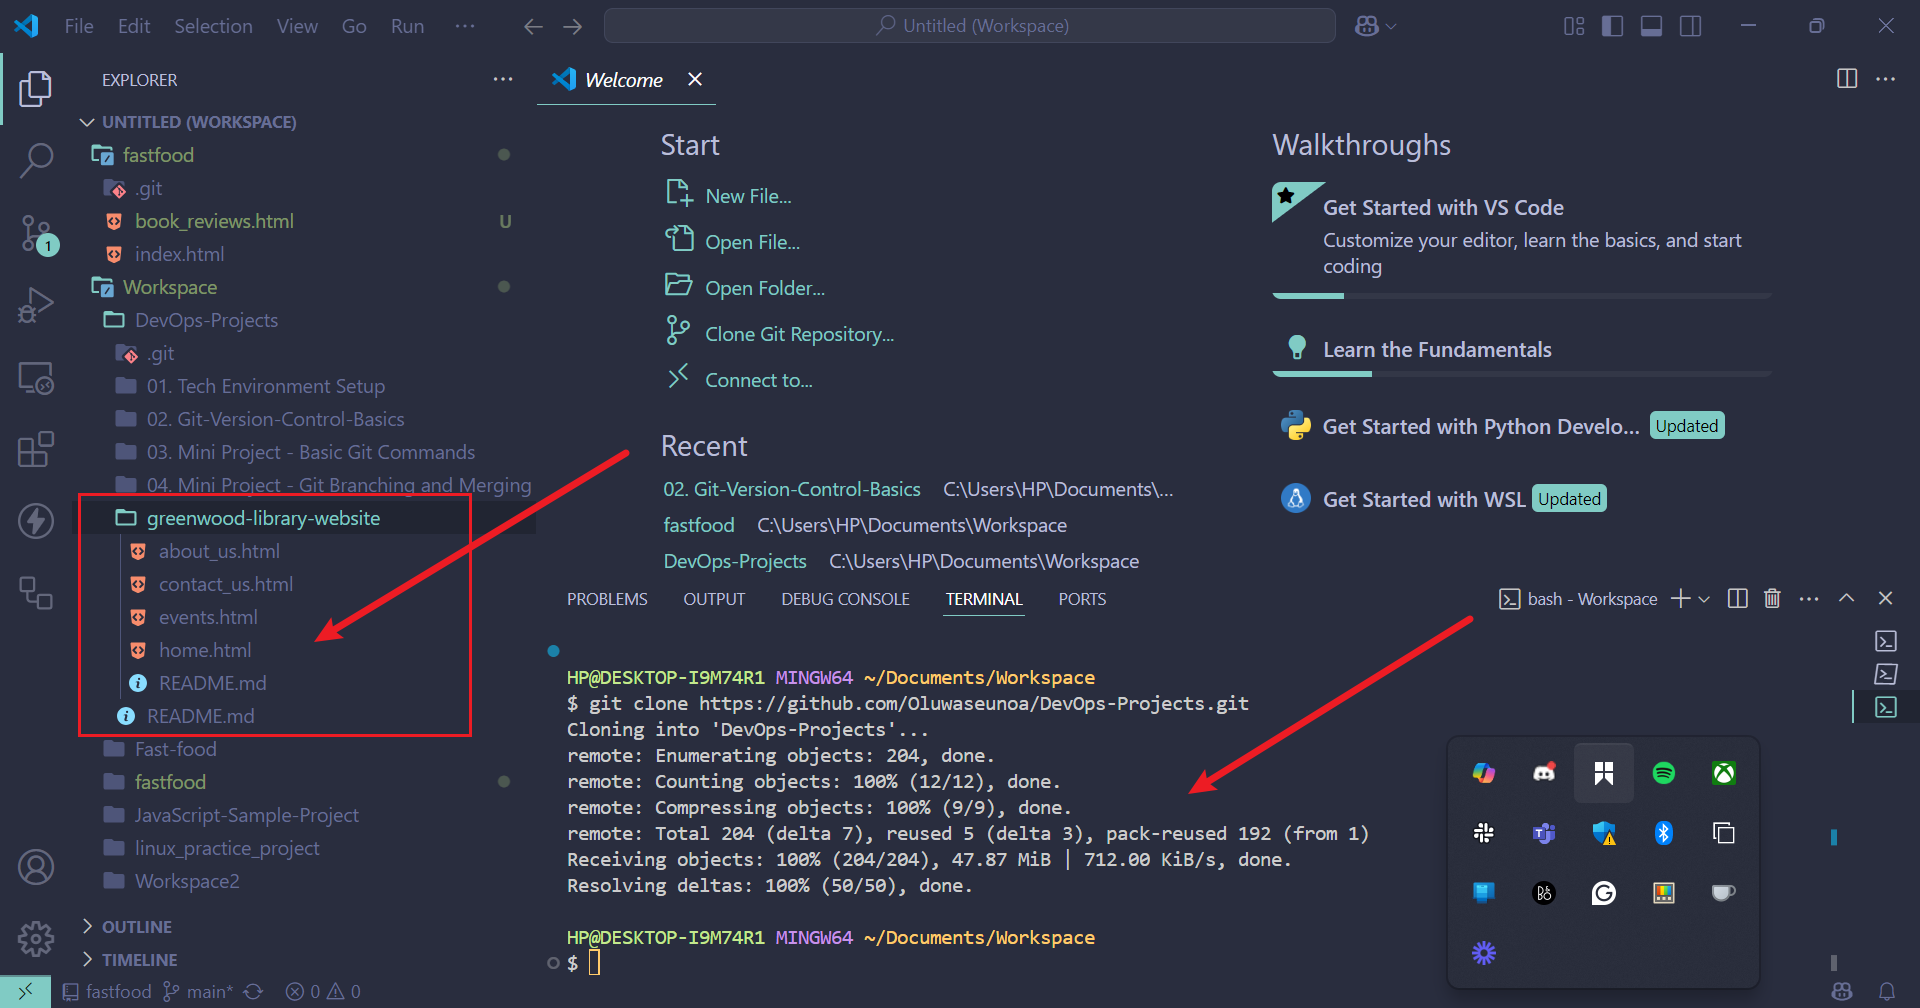 File Edit Selection View Go Run ···
Untitled (Workspace)
EXPLORER
UNTITLED (WORKSPACE)
fastfood
.git
book_reviews.html U
index.html
Workspace
DevOps-Projects
.git
01. Tech Environment Setup
02. Git-Version-Control-Basics
03. Mini Project - Basic Git Commands
04. Mini Project - Git Branching and Merging
greenwood-library-website
about_us.html
contact_us.html
events.html
home.html
README.md
README.md
Fast-food
fastfood
JavaScript-Sample-Project
linux_practice_project
Workspace2
OUTLINE
TIMELINE
1
Welcome
Start
New File...
Open File...
Open Folder...
Clone Git Repository...
Connect to...
Recent
02. Git-Version-Control-Basics C:\Users\HP\Documents\...
fastfood C:\Users\HP\Documents\Workspace
DevOps-Projects C:\Users\HP\Documents\Workspace
Walkthroughs
Get Started with VS Code
Customize your editor, learn the basics, and start
coding
Learn the Fundamentals
Get Started with Python Develo... Updated
Get Started with WSL Updated
PROBLEMS OUTPUT DEBUG CONSOLE TERMINAL PORTS
bash - Workspace
HP@DESKTOP-I9M74R1 MINGW64 ~/Documents/Workspace
$ git clone https://github.com/Oluwaseunoa/DevOps-Projects.git
Cloning into 'DevOps-Projects'...
remote: Enumerating objects: 204, done.
remote: Counting objects: 100% (12/12), done.
remote: Compressing objects: 100% (9/9), done.
remote: Total 204 (delta 7), reused 5 (delta 3), pack-reused 192 (from 1)
Receiving objects: 100% (204/204), 47.87 MiB | 712.00 KiB/s, done.
Resolving deltas: 100% (50/50), done.
HP@DESKTOP-I9M74R1 MINGW64 ~/Documents/Workspace
$
fastfood main* 0 0